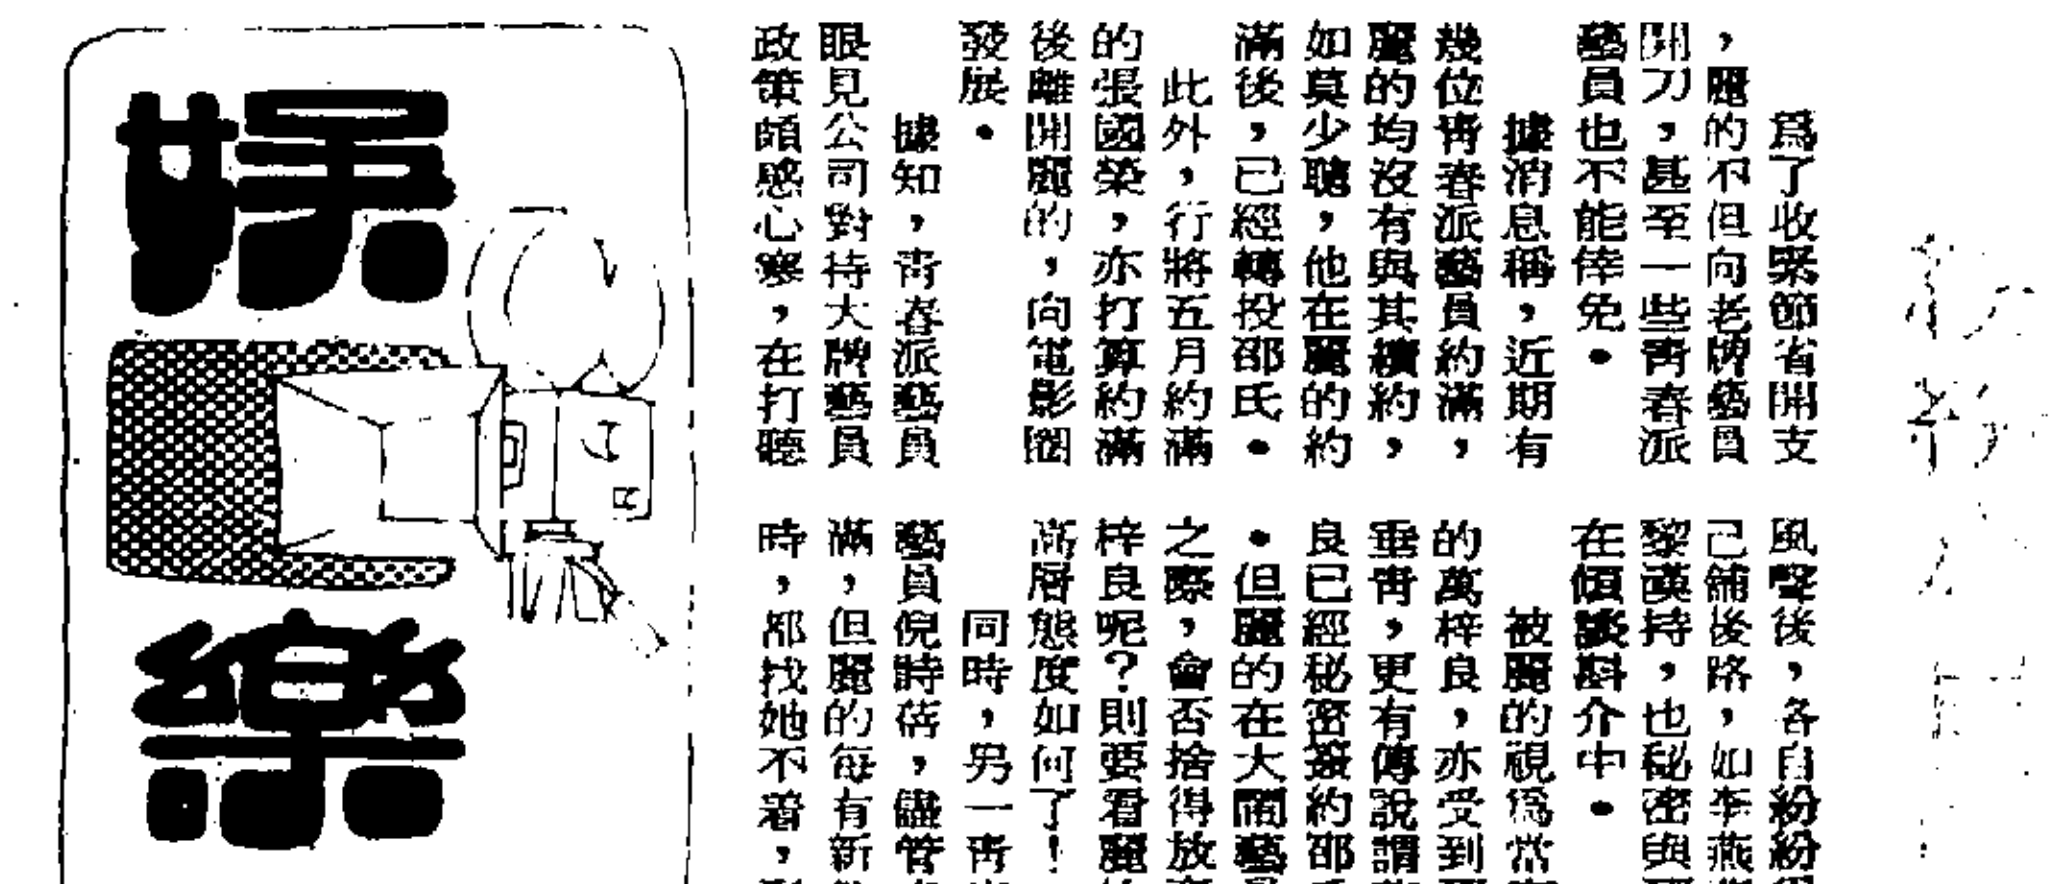 爲了收緊節省開支
，麗的不但向老牌藝員
開刀，甚至一些青春派
藝員也不能倖免。
據消息稱，近期有
幾位青春派藝員約滿，
麗的均沒有與其續約，
如莫少聰，他在麗的約
滿後，已經轉投邵氏。
此外，行將五月約滿
的張國榮，亦打算約滿
後離開麗的，向電影圈
發展。
據知，青春派藝員
眼見公司對待大牌藝員
政策頗感心寒，在打聽
風聲後，各自紛紛
己鋪後路，如李燕
黎漢持，也秘密與
在傾談斟介中。
被麗的視爲常
的萬梓良，亦受到
垂青，更有傳說謂
良已經秘密簽約邵
。但麗的在大鬧藝
之際，會否捨得放
梓良呢？則要看麗
高層態度如何了！
同時，另一青
藝員倪詩蓓，儘管
滿，但麗的每有新
時，都找她不着，
娛樂